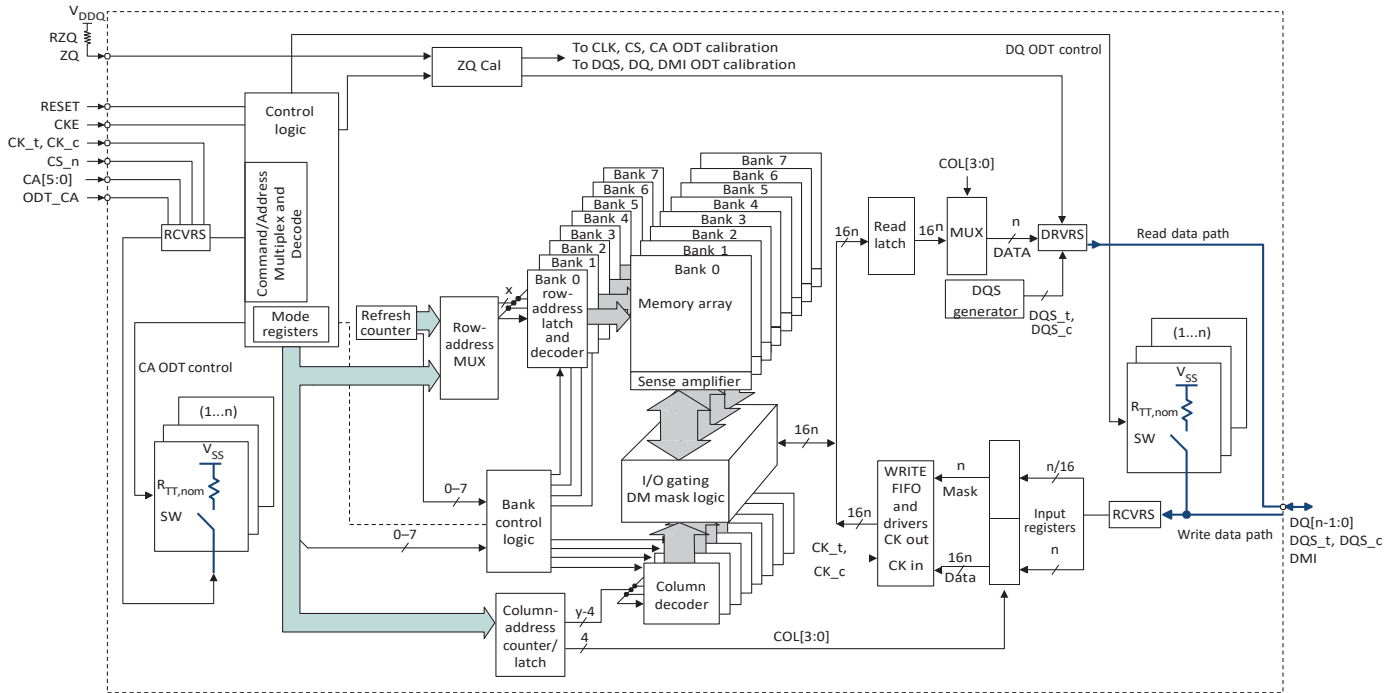 VDDQ
RZQ
ZQ
RESET
CKE
CK_t, CK_c
CS_n
CA[5:0]
ODT_CA
RCVRS
Control
logic
Command/Address
Multiplex and
Decode
Mode
registers
ZQ Cal
To CLK, CS, CA ODT calibration
To DQS, DQ, DMI ODT calibration
DQ ODT control
CA ODT control
(1...n)
VSS
RTT,nom
SW
Refresh
counter
Row-
address
MUX
x
Bank 7
Bank 6
Bank 5
Bank 4
Bank 3
Bank 2
Bank 1
Bank 0
row-
address
latch
and
decoder
Bank 7
Bank 6
Bank 5
Bank 4
Bank 3
Bank 2
Bank 1
Bank 0
Memory array
Sense amplifier
I/O gating
DM mask logic
0–7
0–7
Bank
control
logic
Column
decoder
Column-
address
counter/
latch
y-4
4
COL[3:0]
16n
16n
Read
latch
16n
COL[3:0]
MUX
n
DATA
DRVRS
DQS
generator
DQS_t,
DQS_c
Read data path
(1...n)
VSS
RTT,nom
SW
16n
CK_t,
CK_c
WRITE
FIFO
and
drivers
CK out
CK in
n
Mask
16n
Data
n/16
Input
registers
n
RCVRS
Write data path
DQ[n-1:0]
DQS_t, DQS_c
DMI